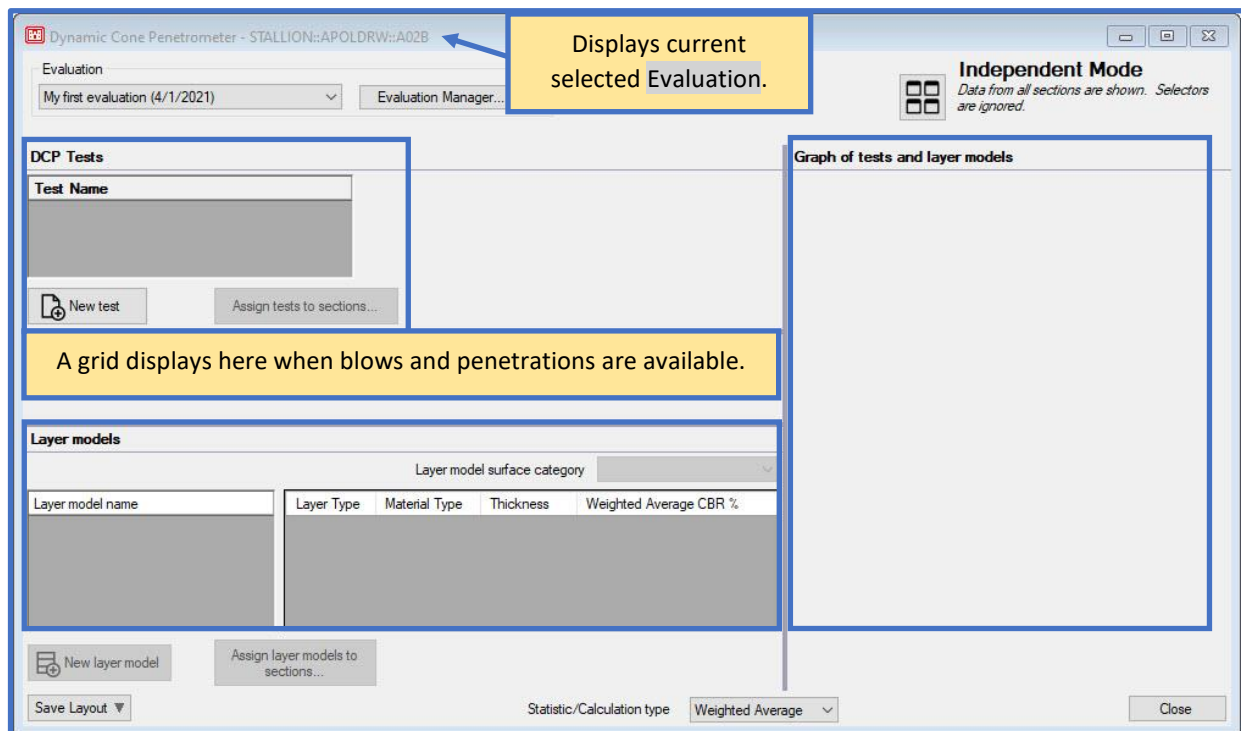 Dynamic Cone Penetrometer - STALLION::APOLDRW::A02B
Displays current
selected Evaluation.
Evaluation
My first evaluation (4/1/2021)
Evaluation Manager...
Independent Mode
Data from all sections are shown. Selectors
are ignored.
DCP Tests
Test Name
New test
Assign tests to sections...
A grid displays here when blows and penetrations are available.
Layer models
Layer model surface category
Layer model name
Layer Type
Material Type
Thickness
Weighted Average CBR %
New layer model
Assign layer models to
sections...
Save Layout
Statistic/Calculation type
Weighted Average
Close
Graph of tests and layer models